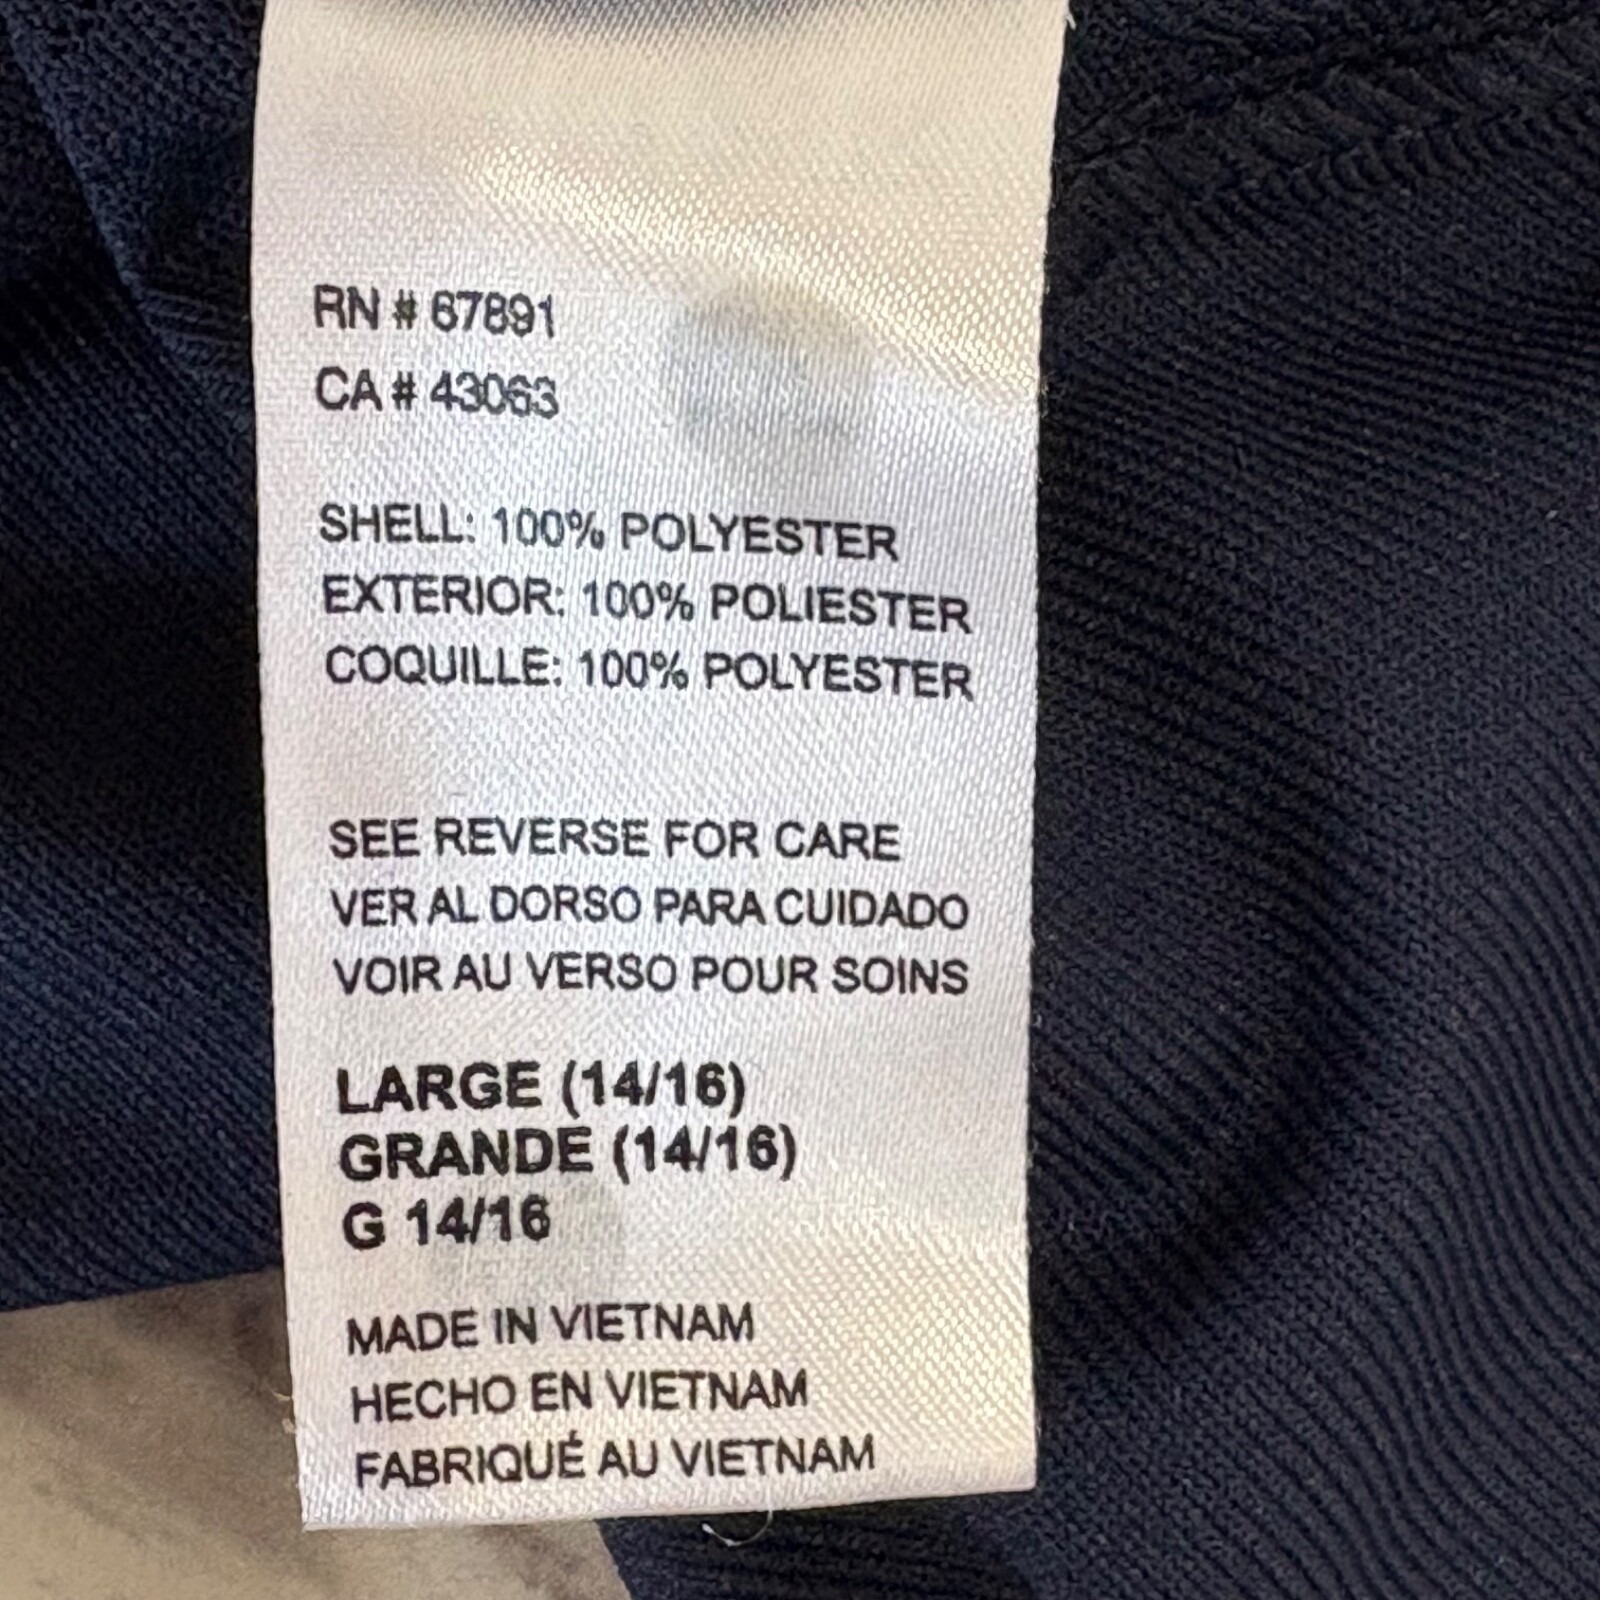 RN # 67891
CA # 43063
SHELL: 100% POLYESTER
EXTERIOR: 100% POLIESTER
COQUILLE: 100% POLYESTER
SEE REVERSE FOR CARE
VER AL DORSO PARA CUIDADO
VOIR AU VERSO POUR SOINS
LARGE (14/16)
GRANDE (14/16)
G 14/16
MADE IN VIETNAM
HECHO EN VIETNAM
FABRIQUÉ AU VIETNAM